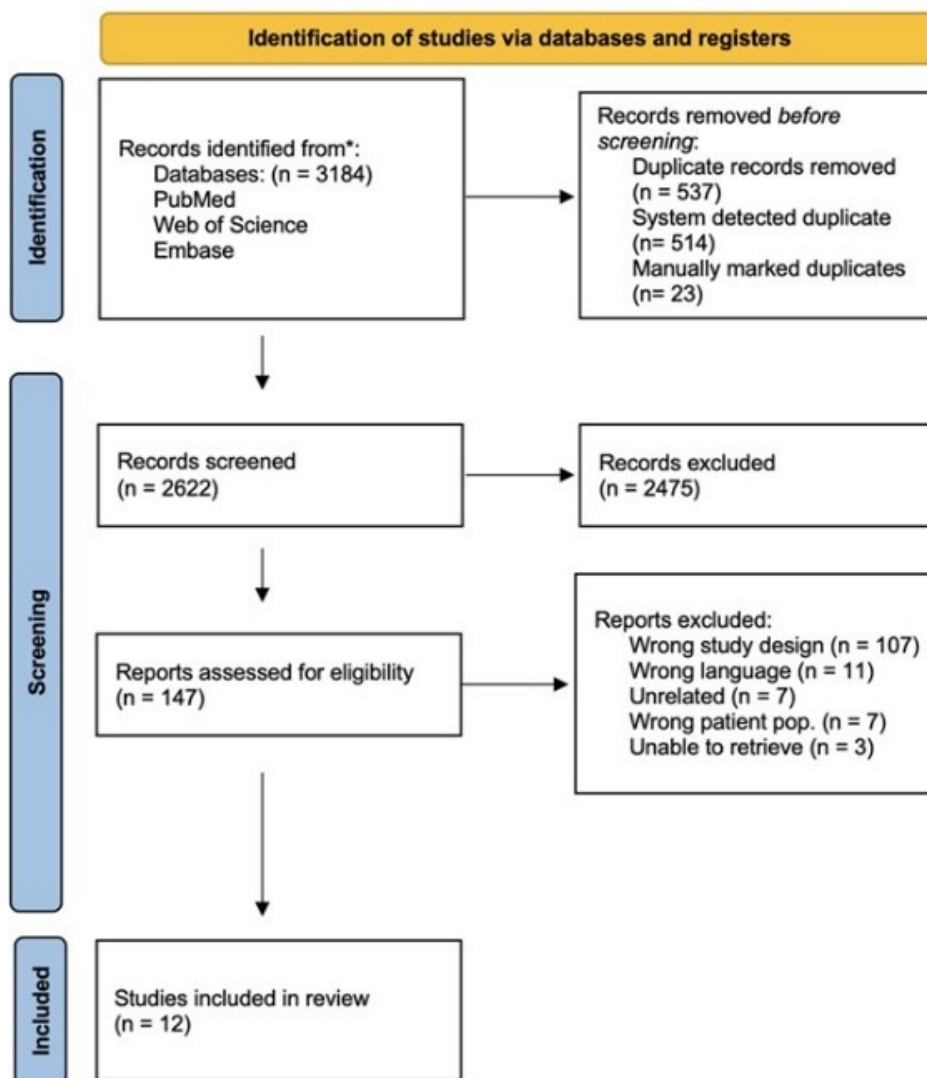 Identification of studies via databases and registers
Identification
Records identified from*:
Databases: (n = 3184)
PubMed
Web of Science
Embase
Records removed before
screening:
Duplicate records removed
(n = 537)
System detected duplicate
(n= 514)
Manually marked duplicates
(n= 23)
Screening
Records screened
(n = 2622)
Records excluded
(n = 2475)
Reports assessed for eligibility
(n = 147)
Reports excluded:
Wrong study design (n = 107)
Wrong language (n = 11)
Unrelated (n = 7)
Wrong patient pop. (n = 7)
Unable to retrieve (n = 3)
Included
Studies included in review
(n = 12)